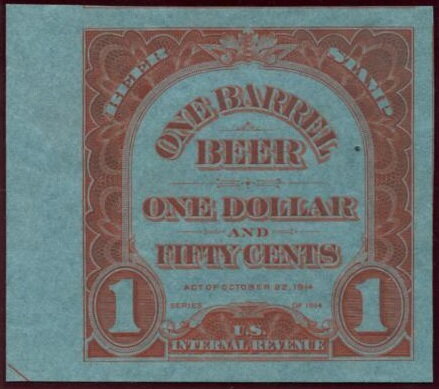 BEER STAMP
ONE BARREL
BEER
ONE DOLLAR
AND
FIFTY CENTS
ACT OF OCTOBER 22, 1914
SERIES OF 1914
1 1
U.S.
INTERNAL REVENUE